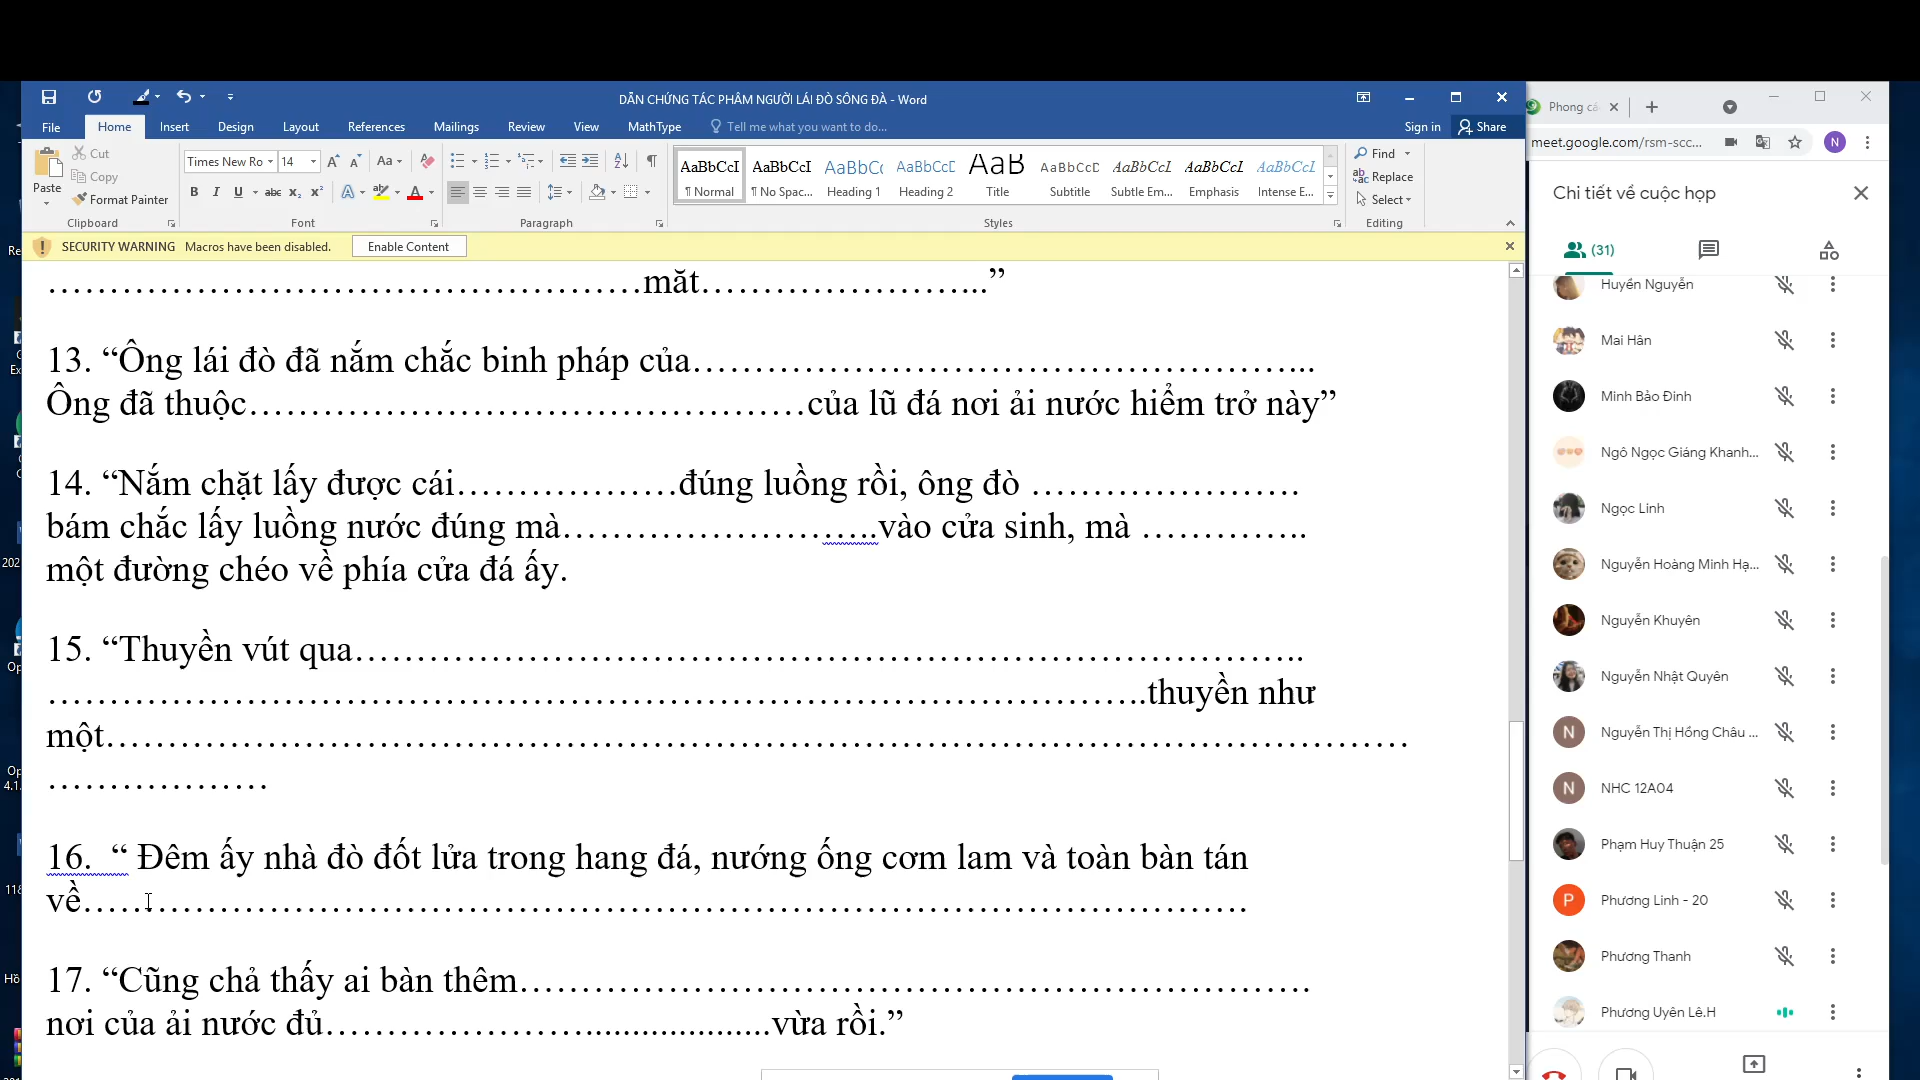 DẪN CHỨNG TÁC PHẨM NGƯỜI LÁI ĐÒ SÔNG ĐÀ - Word
File Home Insert Design Layout References Mailings Review View MathType Tell me what you want to do... Sign in Share
Paste Cut Copy Format Painter
Times New Ro 14
AaBbCcI AaBbCcI AaBbC AaBbCcD AaB AaBbCcD AaBbCcI AaBbCcI AaBbCcI
¶ Normal ¶ No Spac... Heading 1 Heading 2 Title Subtitle Subtle Em... Emphasis Intense E...
Find Replace Select
Clipboard Font Paragraph Styles Editing
SECURITY WARNING Macros have been disabled. Enable Content
…………………………………………mặt…………………...”
13. “Ông lái đò đã nắm chắc binh pháp của…………………………………………..
Ông đã thuộc………………………………………của lũ đá nơi ải nước hiểm trở này”
14. “Nắm chặt lấy được cái………………đúng luồng rồi, ông đò ………………….
bám chắc lấy luồng nước đúng mà……………………..vào cửa sinh, mà …………..
một đường chéo về phía cửa đá ấy.
15. “Thuyền vút qua…………………………………………………………………..
……………………………………………………………………………….thuyền như
một………………………………………………………………………………………………
………………
16. “ Đêm ấy nhà đò đốt lửa trong hang đá, nướng ống cơm lam và toàn bàn tán
về……………………………………………………………………………………
17. “Cũng chả thấy ai bàn thêm……………………………………………………….
nơi của ải nước đủ…………………...................vừa rồi.”
Phong cá
meet.google.com/rsm-scc...
N
Chi tiết về cuộc họp
(31)
Huyền Nguyễn
Mai Hân
Minh Bảo Đinh
Ngô Ngọc Giáng Khanh...
Ngọc Linh
Nguyễn Hoàng Minh Hạ...
Nguyễn Khuyên
Nguyễn Nhật Quyên
N Nguyễn Thị Hồng Châu ...
N NHC 12A04
Phạm Huy Thuận 25
P Phương Linh - 20
Phương Thanh
Phương Uyên Lê.H